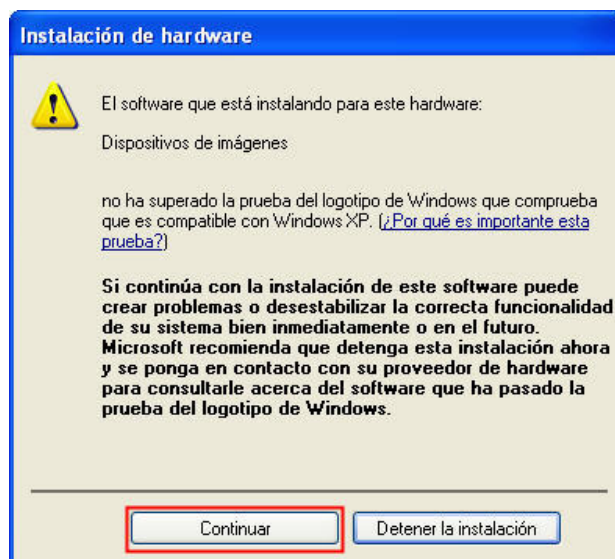 Instalación de hardware
El software que está instalando para este hardware:
Dispositivos de imágenes
no ha superado la prueba del logotipo de Windows que comprueba
que es compatible con Windows XP. (¿Por qué es importante esta
prueba?)
Si continúa con la instalación de este software puede
crear problemas o desestabilizar la correcta funcionalidad
de su sistema bien inmediatamente o en el futuro.
Microsoft recomienda que detenga esta instalación ahora
y se ponga en contacto con su proveedor de hardware
para consultarle acerca del software que ha pasado la
prueba del logotipo de Windows.
Continuar
Detener la instalación